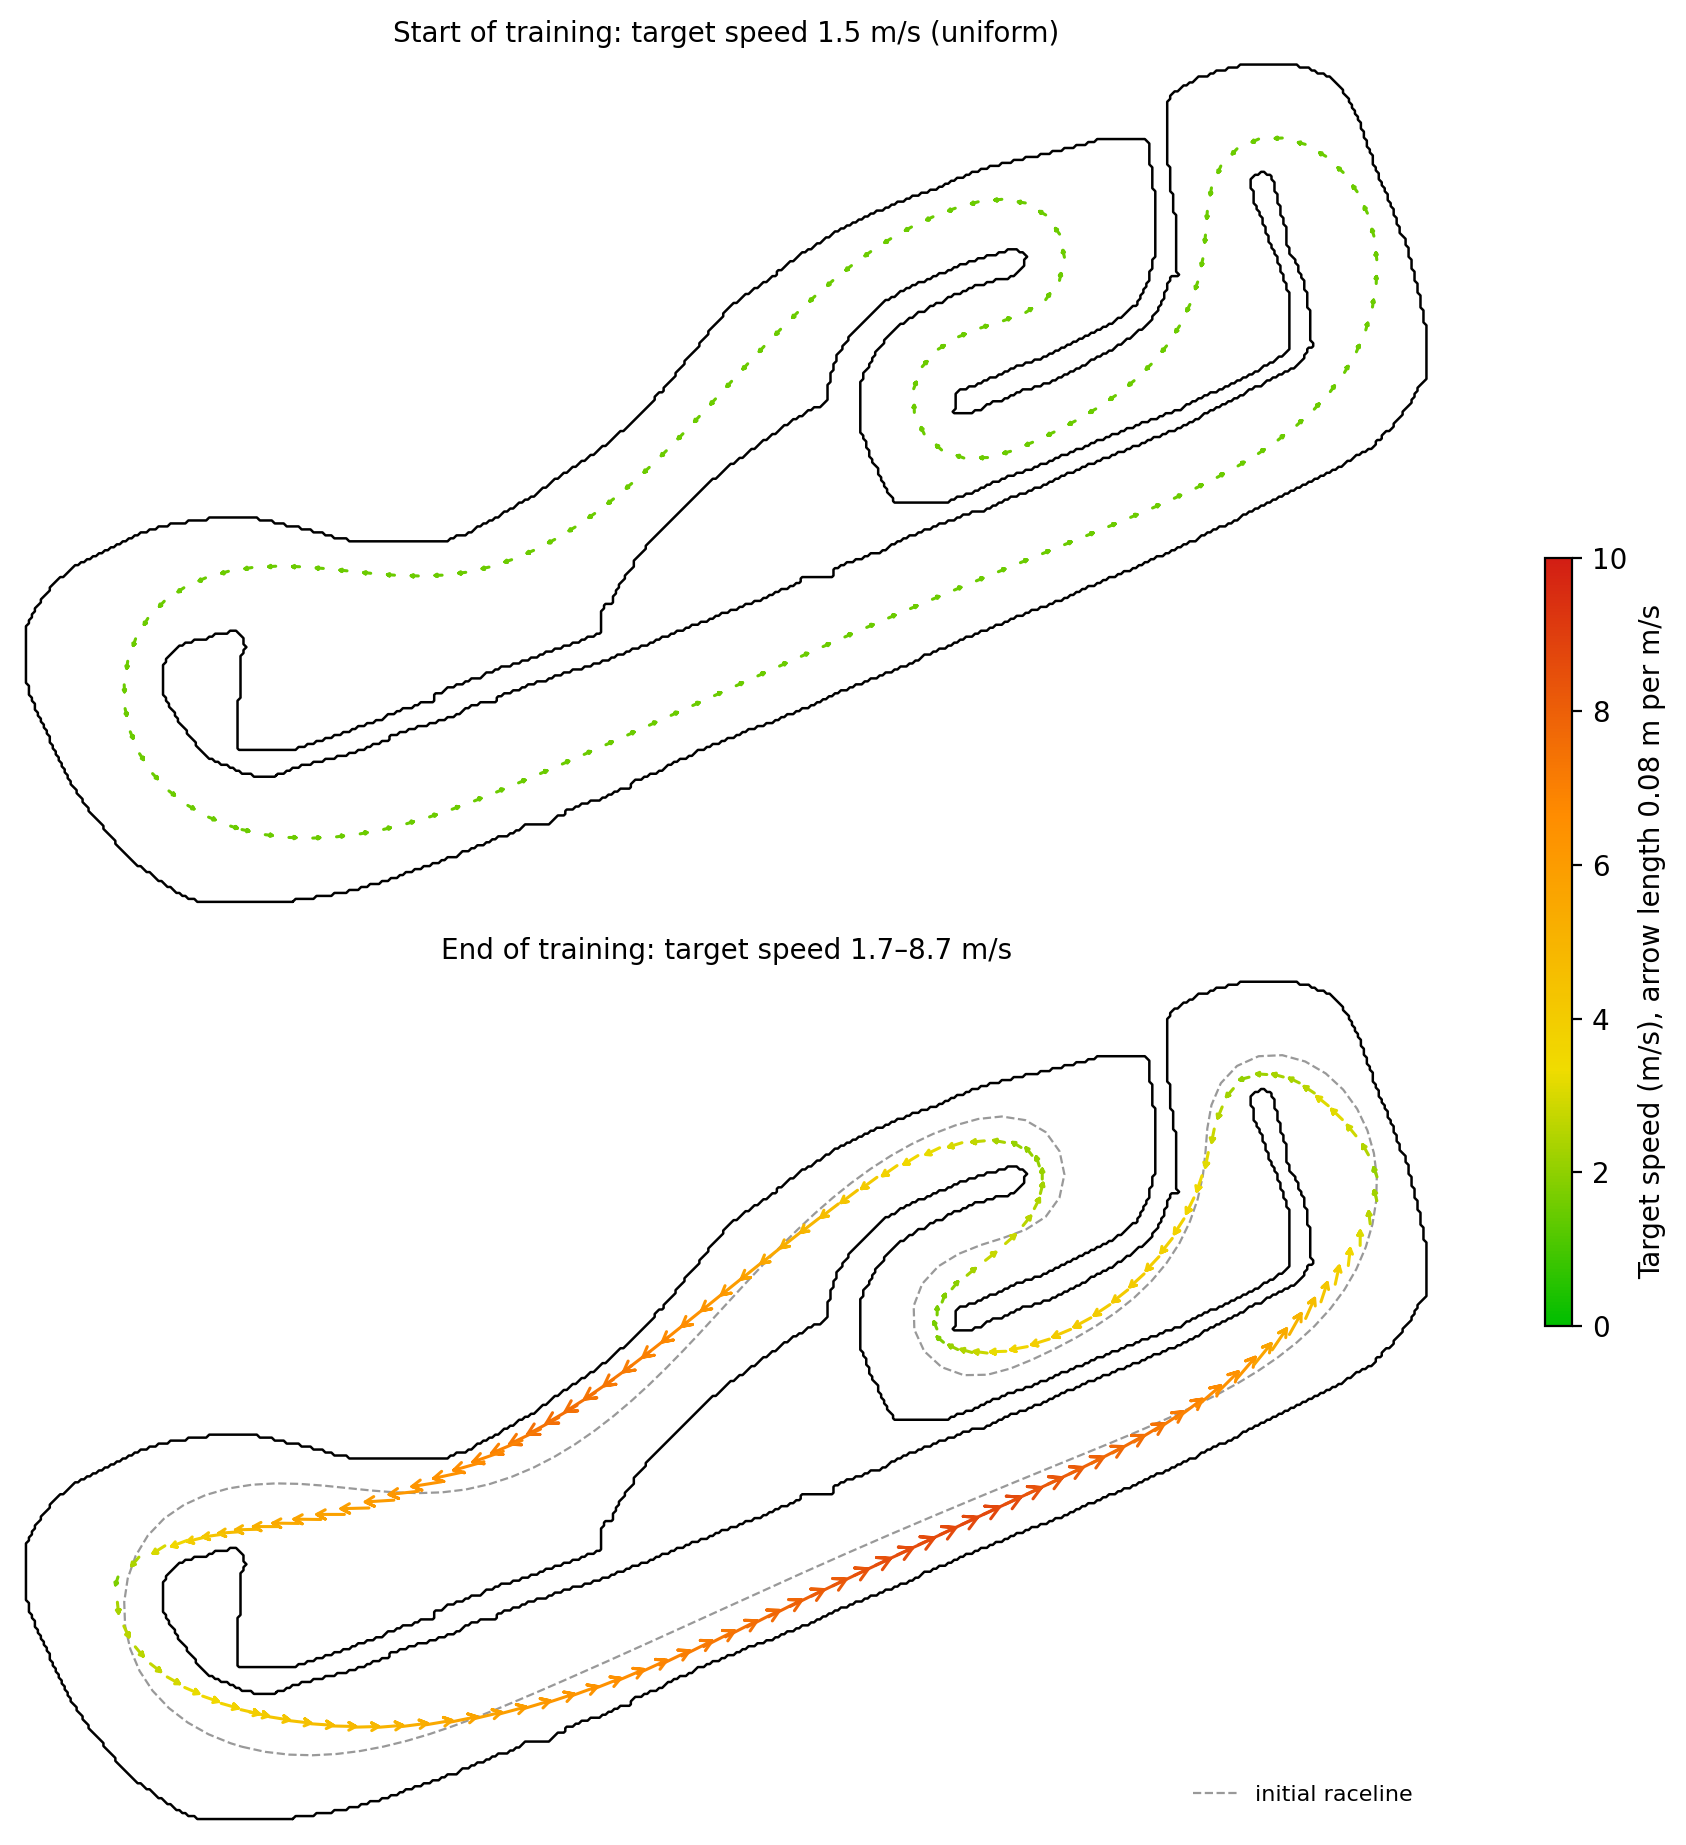 Start of training: target speed 1.5 m/s (uniform)
10
8
6
4
2
0
Target speed (m/s), arrow length 0.08 m per m/s
End of training: target speed 1.7–8.7 m/s
initial raceline